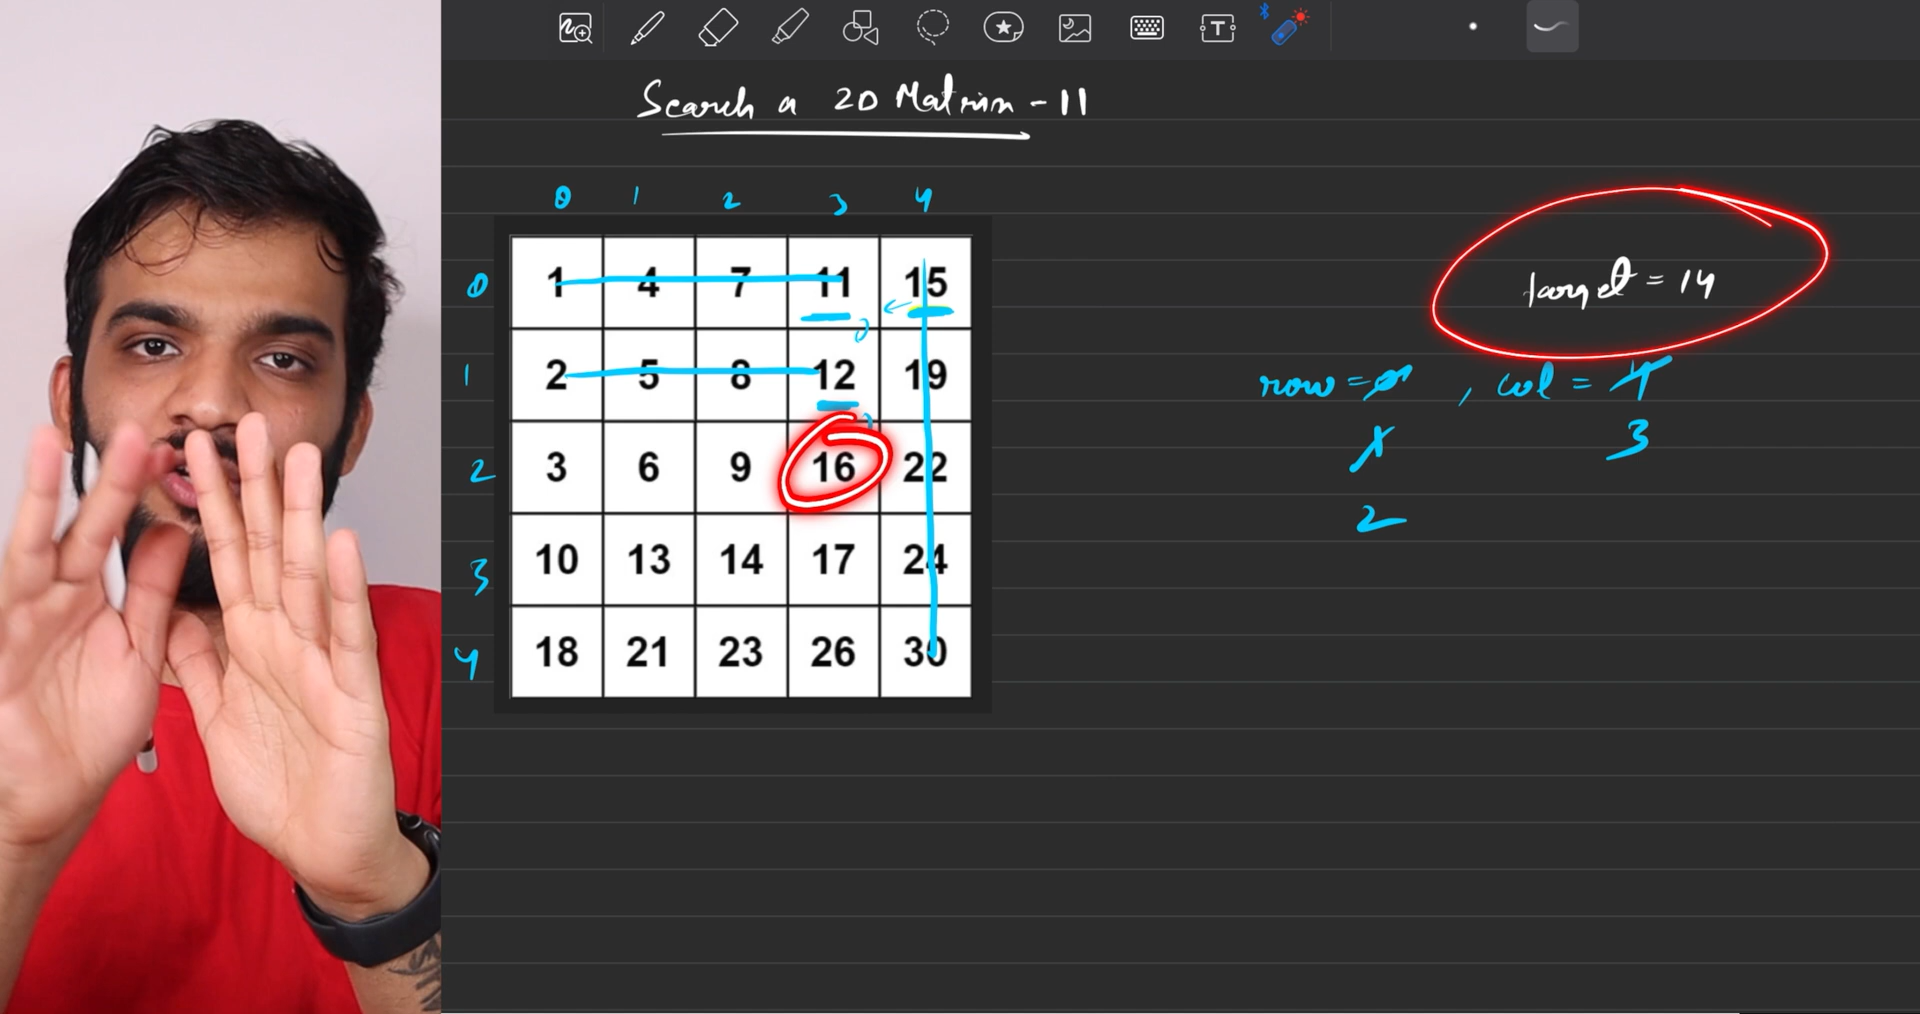 Search a 2D Matrix - II
0 1 2 3 4
0 1 4 7 11 15
1 2 5 8 12 19
2 3 6 9 16 22
3 10 13 14 17 24
4 18 21 23 26 30
target = 14
row = 0 , col = 4
1 3
2